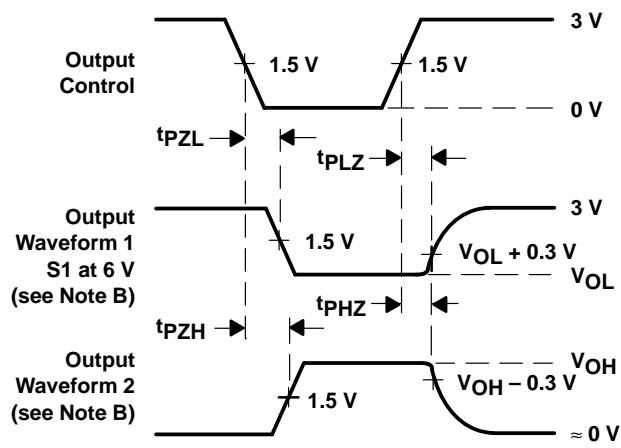 3 V
Output
Control
1.5 V
1.5 V
0 V
tPZL
tPLZ
Output
Waveform 1
S1 at 6 V
(see Note B)
3 V
1.5 V
VOL + 0.3 V
VOL
tPHZ
tPZH
Output
Waveform 2
(see Note B)
VOH
VOH − 0.3 V
1.5 V
≈ 0 V